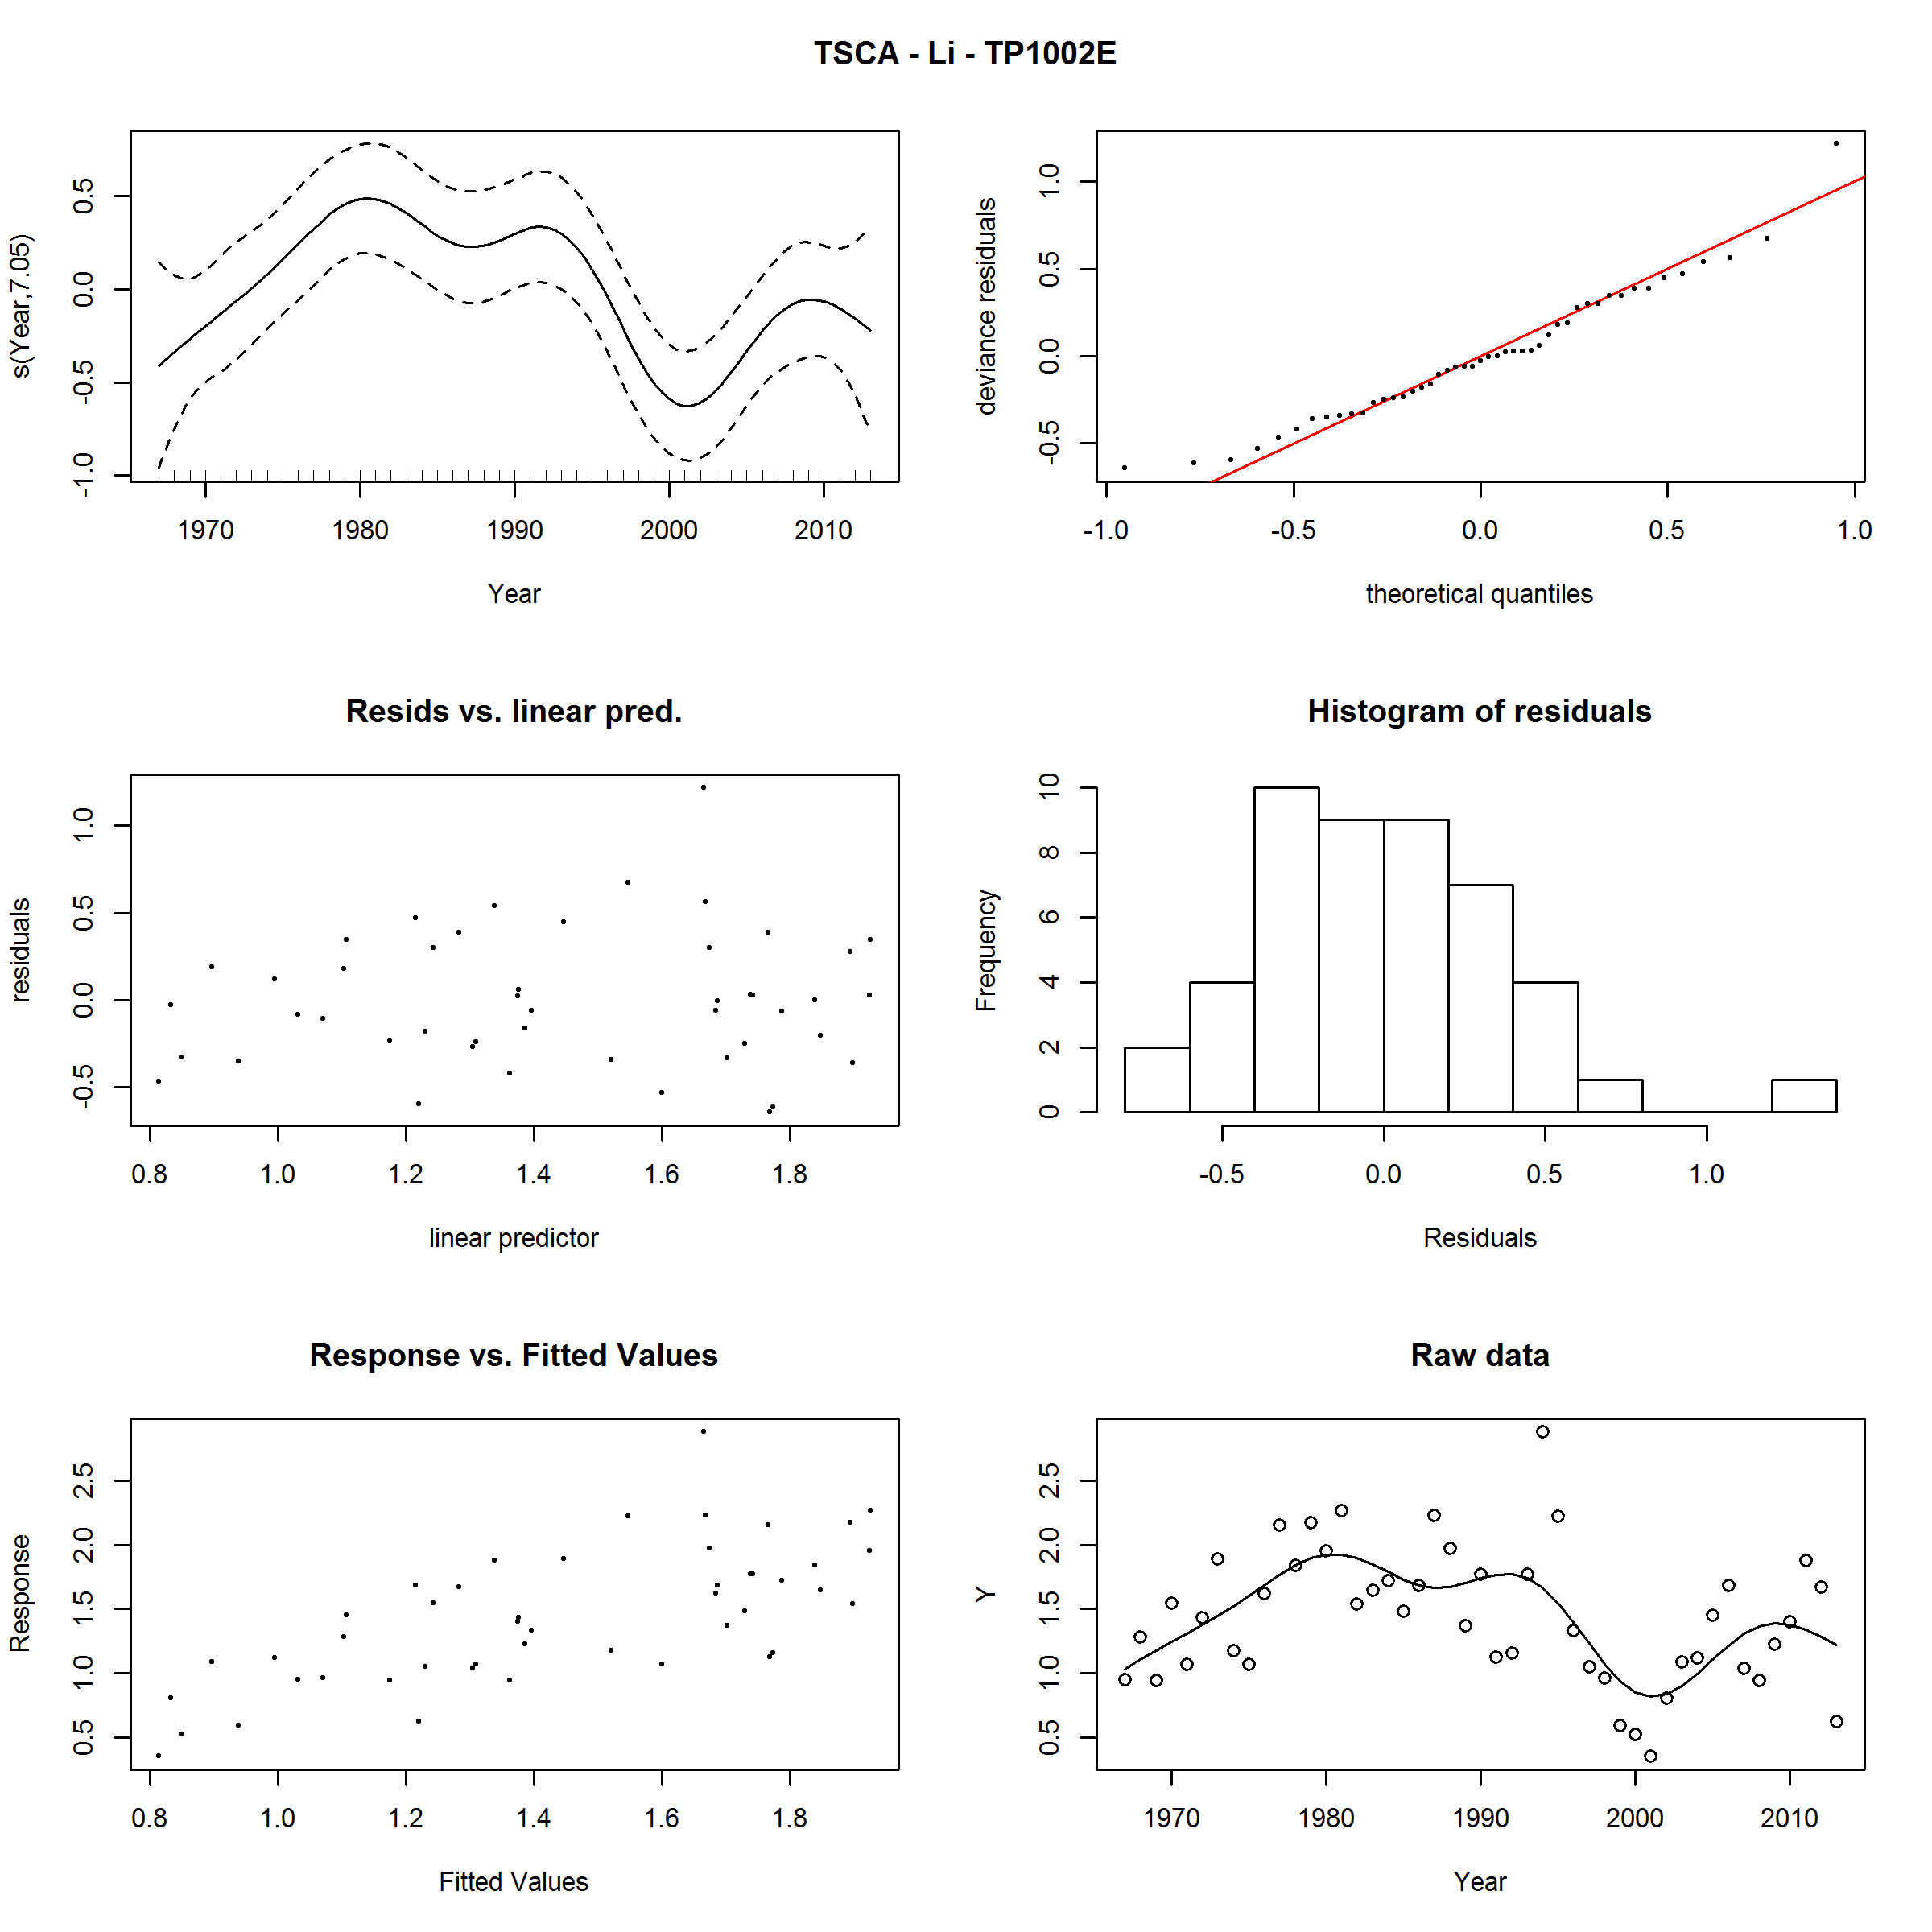 TSCA - Li - TP1002E
s(Year,7.05)
-1.0 -0.5 0.0 0.5
1970 1980 1990 2000 2010
Year
deviance residuals
-0.5 0.0 0.5 1.0
-1.0 -0.5 0.0 0.5 1.0
theoretical quantiles
Resids vs. linear pred.
residuals
-0.5 0.0 0.5 1.0
0.8 1.0 1.2 1.4 1.6 1.8
linear predictor
Histogram of residuals
Frequency
0 2 4 6 8 10
-0.5 0.0 0.5 1.0
Residuals
Response vs. Fitted Values
Response
0.5 1.0 1.5 2.0 2.5
0.8 1.0 1.2 1.4 1.6 1.8
Fitted Values
Raw data
Y
0.5 1.0 1.5 2.0 2.5
1970 1980 1990 2000 2010
Year